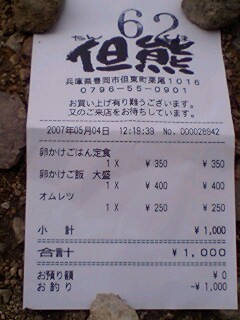 62
但熊
兵庫県豊岡市但東町栗尾1016
0796-55-0901
お買い上げ有り難うございます。
又のご来店をお待ちしています。
2007年05月04日 12:18:39 No.000028942
卵かけごはん定食
1 X ¥350 ¥350
卵かけご飯 大盛
1 X ¥400 ¥400
オムレツ
1 X ¥250 ¥250
小 計 ¥1,000
合計 ¥1,000
お預り額 ¥0
お釣り -¥1,000